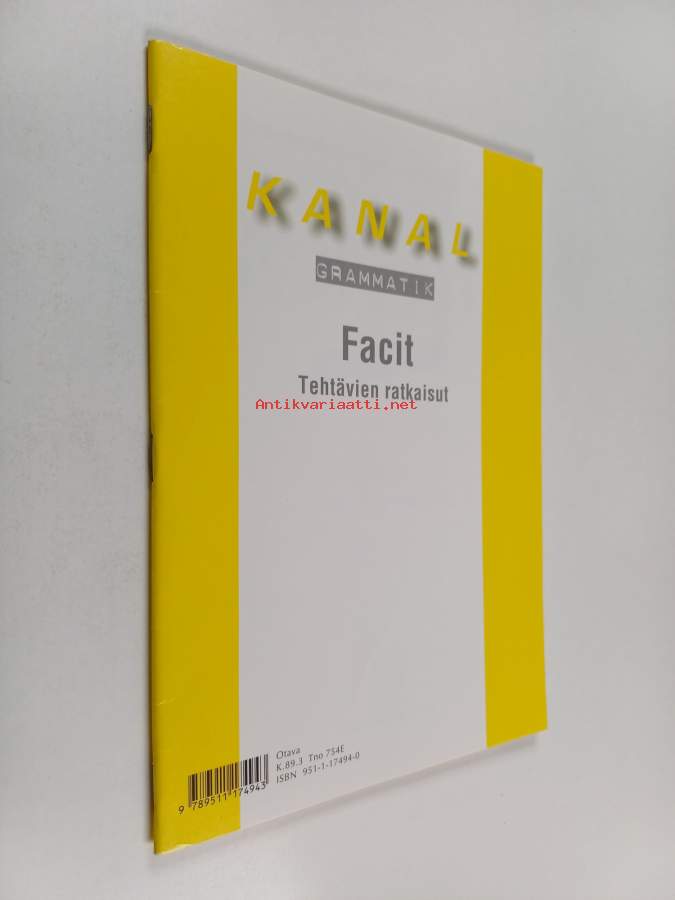 KANAL
GRAMMATIK
Facit
Tehtävien ratkaisut
Antikvariaatti.net
Otava
K.89.3 Tno 754E
ISBN 951-1-17494-0
9 789511 174943